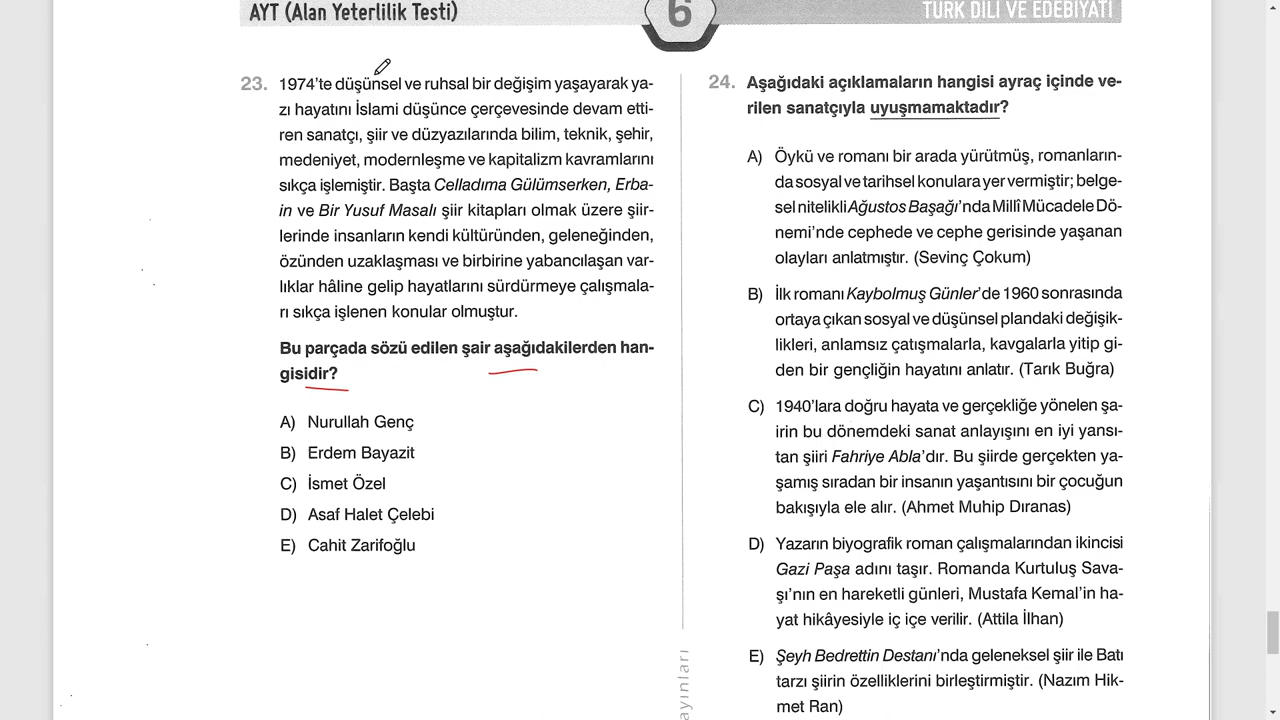 AYT (Alan Yeterlilik Testi)
6
TÜRK DİLİ VE EDEBİYATI
23. 1974'te düşünsel ve ruhsal bir değişim yaşayarak ya-
zı hayatını İslami düşünce çerçevesinde devam etti-
ren sanatçı, şiir ve düzyazılarında bilim, teknik, şehir,
medeniyet, modernleşme ve kapitalizm kavramlarını
sıkça işlemiştir. Başta Celladıma Gülümserken, Erba-
in ve Bir Yusuf Masalı şiir kitapları olmak üzere şiir-
lerinde insanların kendi kültüründen, geleneğinden,
özünden uzaklaşması ve birbirine yabancılaşan var-
lıklar hâline gelip hayatlarını sürdürmeye çalışmala-
rı sıkça işlenen konular olmuştur.
Bu parçada sözü edilen şair aşağıdakilerden han-
gisidir?
A) Nurullah Genç
B) Erdem Bayazit
C) İsmet Özel
D) Asaf Halet Çelebi
E) Cahit Zarifoğlu
24. Aşağıdaki açıklamaların hangisi ayraç içinde ve-
rilen sanatçıyla uyuşmamaktadır?
A) Öykü ve romanı bir arada yürütmüş, romanların-
da sosyal ve tarihsel konulara yer vermiştir; belge-
sel nitelikli Ağustos Başağı'nda Millî Mücadele Dö-
nemi'nde cephede ve cephe gerisinde yaşanan
olayları anlatmıştır. (Sevinç Çokum)
B) İlk romanı Kaybolmuş Günler'de 1960 sonrasında
ortaya çıkan sosyal ve düşünsel plandaki değişik-
likleri, anlamsız çatışmalarla, kavgalarla yitip gi-
den bir gençliğin hayatını anlatır. (Tarık Buğra)
C) 1940'lara doğru hayata ve gerçekliğe yönelen şa-
irin bu dönemdeki sanat anlayışını en iyi yansı-
tan şiiri Fahriye Abla'dır. Bu şiirde gerçekten ya-
şamış sıradan bir insanın yaşantısını bir çocuğun
bakışıyla ele alır. (Ahmet Muhip Dıranas)
D) Yazarın biyografik roman çalışmalarından ikincisi
Gazi Paşa adını taşır. Romanda Kurtuluş Sava-
şı'nın en hareketli günleri, Mustafa Kemal'in ha-
yat hikâyesiyle iç içe verilir. (Attila İlhan)
E) Şeyh Bedrettin Destanı'nda geleneksel şiir ile Batı
tarzı şiirin özelliklerini birleştirmiştir. (Nazım Hik-
met Ran)
ayınları